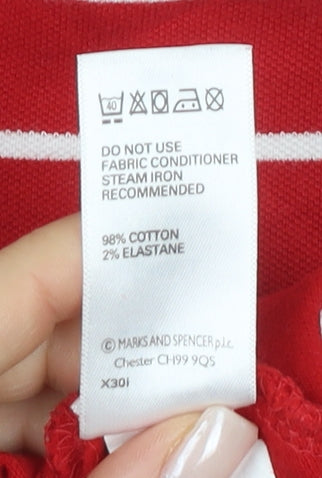 40
DO NOT USE
FABRIC CONDITIONER
STEAM IRON
RECOMMENDED
98% COTTON
2% ELASTANE
© MARKS AND SPENCER p.l.c.
Chester CH99 9QS
X30i